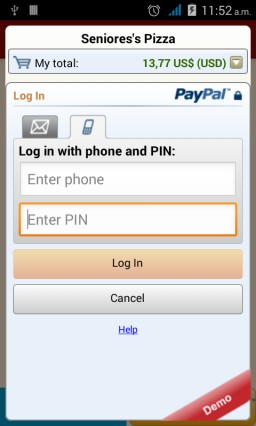 11:52 a.m.
Seniores's Pizza
My total: 13,77 US$ (USD)
Log In PayPal™
Log in with phone and PIN:
Enter phone
Enter PIN
Log In
Cancel
Help
Demo